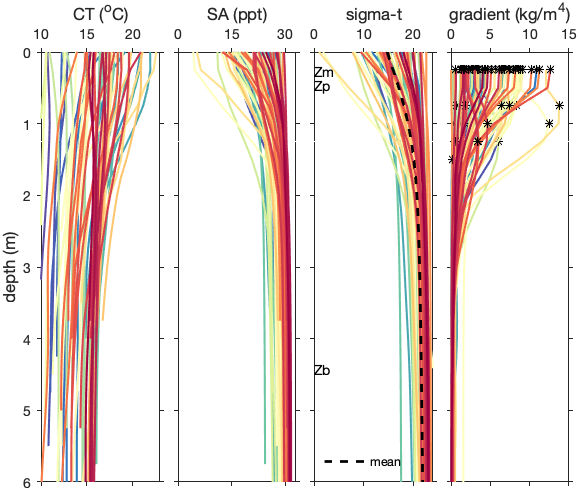 CT (°C)
SA (ppt)
sigma-t
gradient (kg/m⁴)
10 15 20
0 15 30
0 10 20
0 5 10 15
0
1
2
3
4
5
6
depth (m)
Zm
Zp
Zb
mean